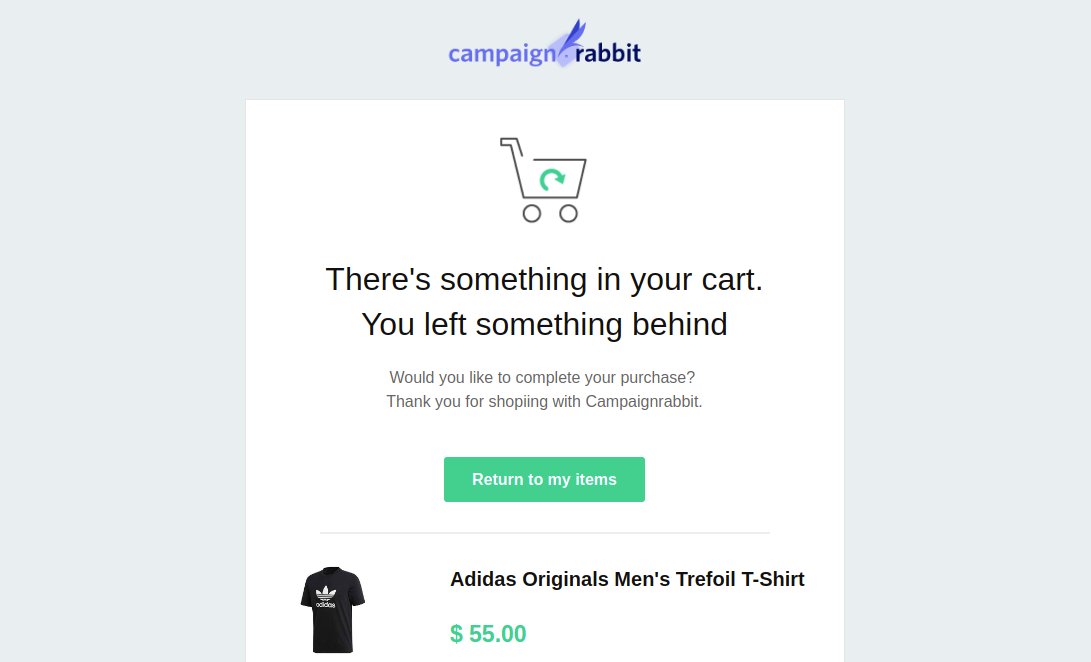 campaign rabbit
There's something in your cart.
You left something behind
Would you like to complete your purchase?
Thank you for shopiing with Campaignrabbit.
Return to my items
Adidas Originals Men's Trefoil T-Shirt
adidas
$ 55.00